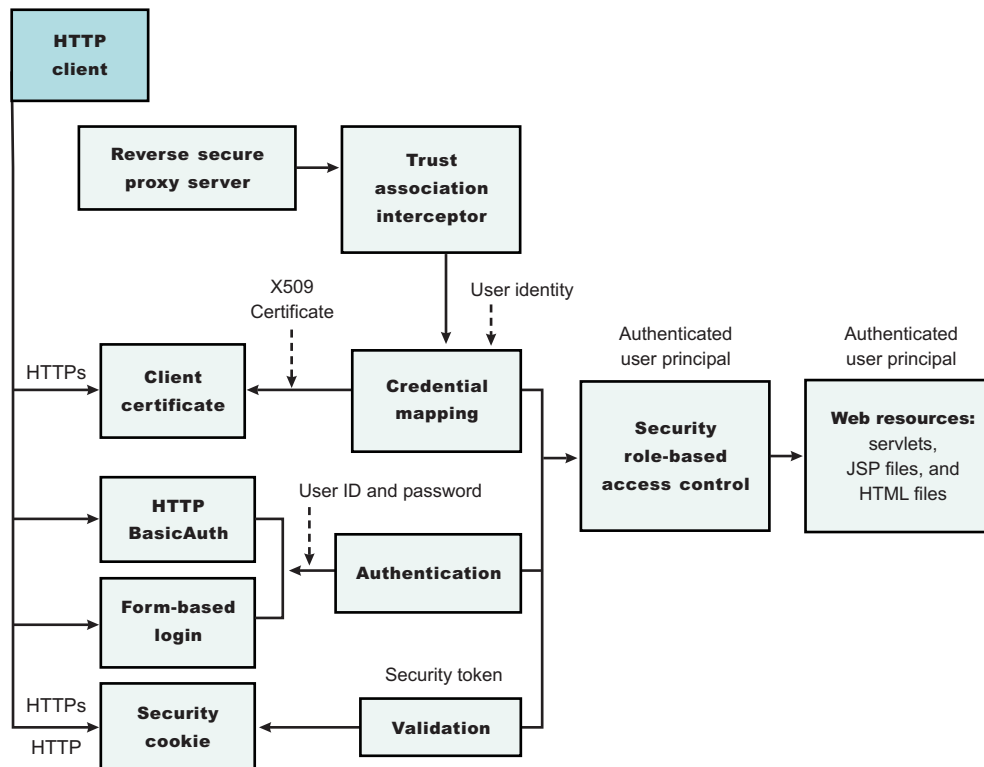 HTTP
client
Reverse secure
proxy server
Trust
association
interceptor
X509
Certificate
User identity
HTTPs
Client
certificate
Credential
mapping
Authenticated
user principal
Security
role-based
access control
Authenticated
user principal
Web resources:
servlets,
JSP files, and
HTML files
HTTP
BasicAuth
User ID and password
Authentication
Form-based
login
Security token
HTTPs
HTTP
Security
cookie
Validation